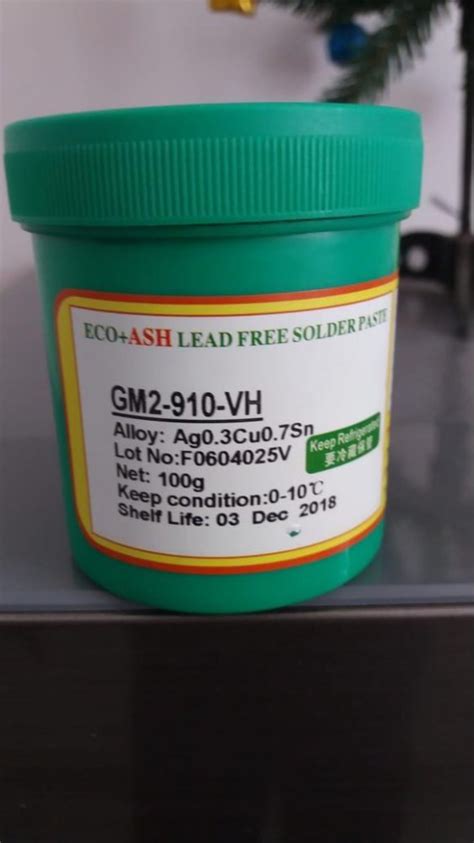 ECO+ASH LEAD FREE SOLDER PASTE
GM2-910-VH
Alloy: Ag0.3Cu0.7Sn
Lot No:F0604025V
Keep Refrigerated
要冷藏保管
Net: 100g
Keep condition:0-10℃
Shelf Life: 03 Dec 2018